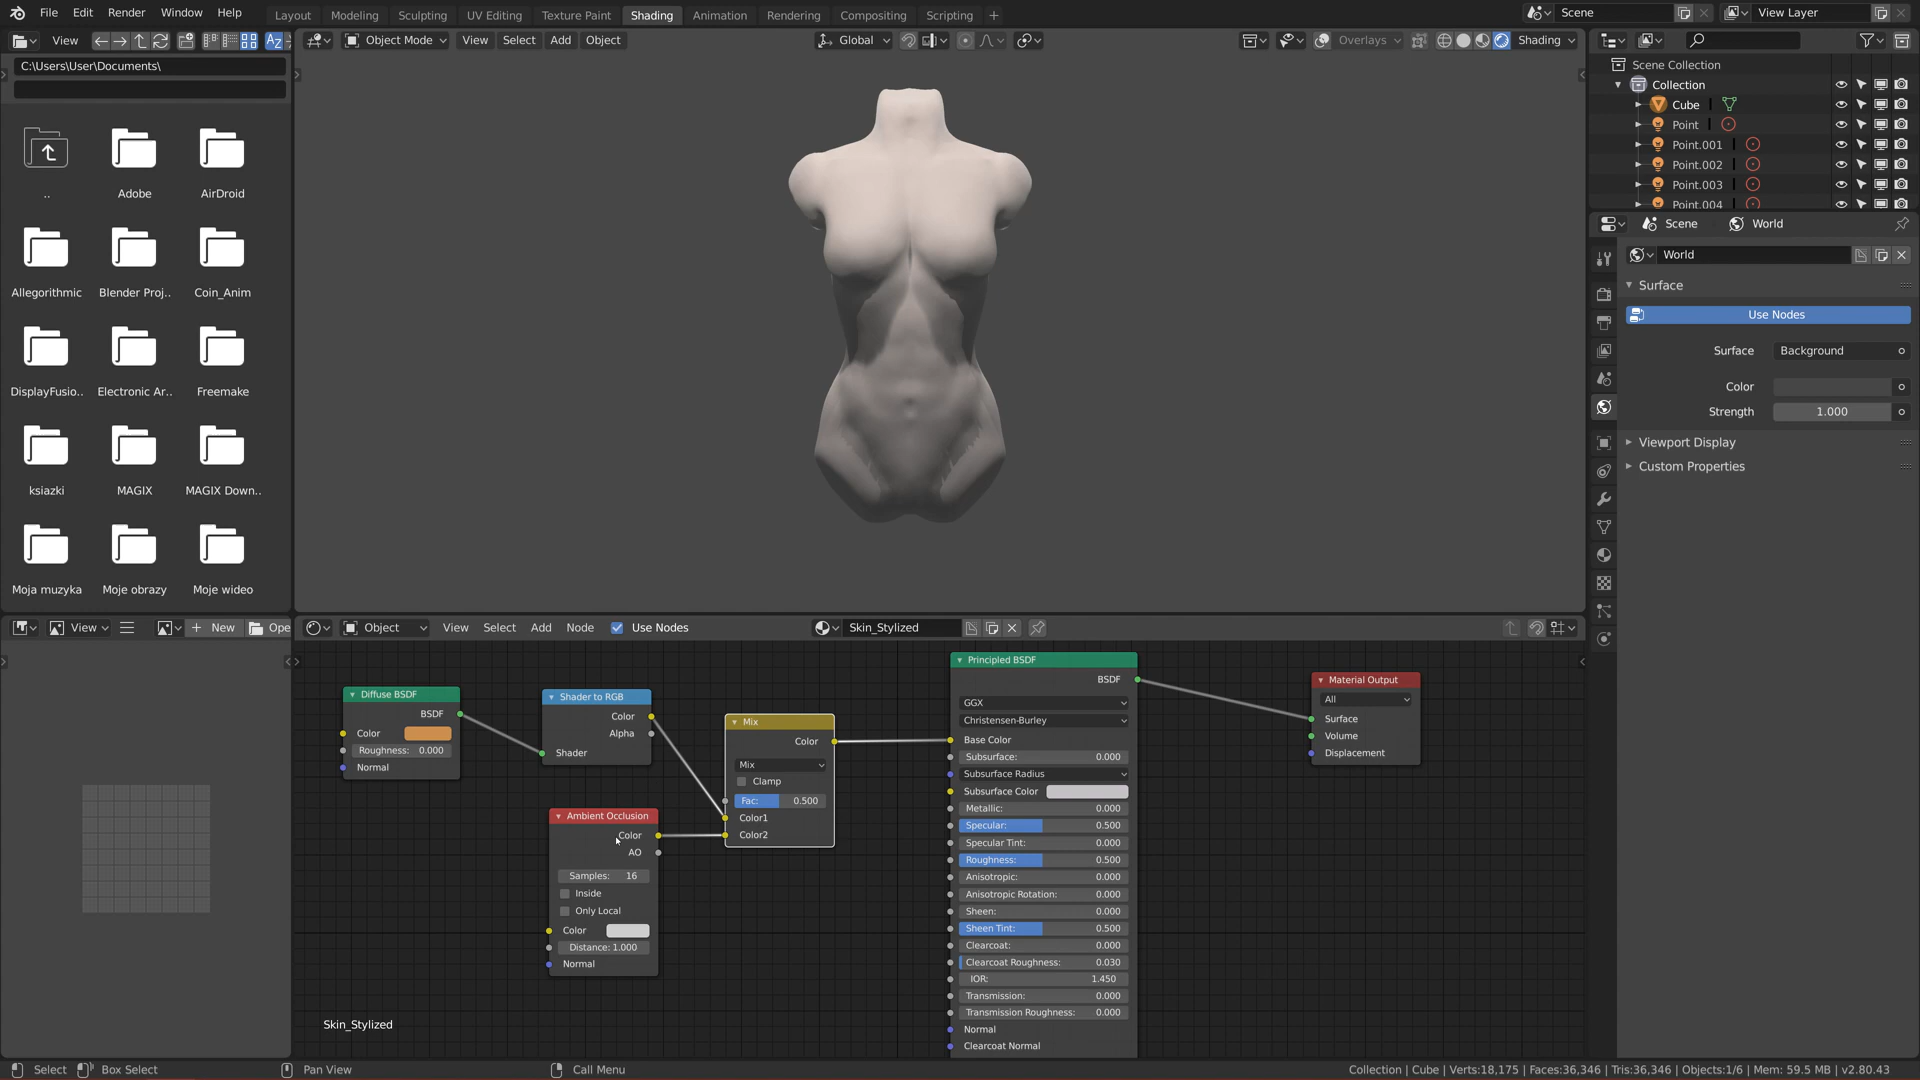 File Edit Render Window Help
Layout Modeling Sculpting UV Editing Texture Paint Shading Animation Rendering Compositing Scripting
Scene
View Layer
View
C:\Users\User\Documents\
..
Adobe
AirDroid
Allegorithmic
Blender Proj..
Coin_Anim
DisplayFusio..
Electronic Ar..
Freemake
ksiazki
MAGIX
MAGIX Down..
Moja muzyka
Moje obrazy
Moje wideo
Object Mode
View Select Add Object
Global
Overlays
Shading
Scene Collection
Collection
Cube
Point
Point.001
Point.002
Point.003
Point.004
Scene
World
World
Surface
Use Nodes
Surface
Background
Color
Strength
1.000
Viewport Display
Custom Properties
View
New
Ope
Object
View Select Add Node
Use Nodes
Skin_Stylized
Diffuse BSDF
BSDF
Color
Roughness: 0.000
Normal
Shader to RGB
Color
Alpha
Shader
Ambient Occlusion
Color
AO
Samples: 16
Inside
Only Local
Color
Distance: 1.000
Normal
Mix
Color
Mix
Clamp
Fac: 0.500
Color1
Color2
Principled BSDF
BSDF
GGX
Christensen-Burley
Base Color
Subsurface: 0.000
Subsurface Radius
Subsurface Color
Metallic: 0.000
Specular: 0.500
Specular Tint: 0.000
Roughness: 0.500
Anisotropic: 0.000
Anisotropic Rotation: 0.000
Sheen: 0.000
Sheen Tint: 0.500
Clearcoat: 0.000
Clearcoat Roughness: 0.030
IOR: 1.450
Transmission: 0.000
Transmission Roughness: 0.000
Normal
Clearcoat Normal
Material Output
All
Surface
Volume
Displacement
Skin_Stylized
Select
Box Select
Pan View
Call Menu
Collection | Cube | Verts:18,175 | Faces:36,346 | Tris:36,346 | Objects:1/6 | Mem: 59.5 MB | v2.80.43